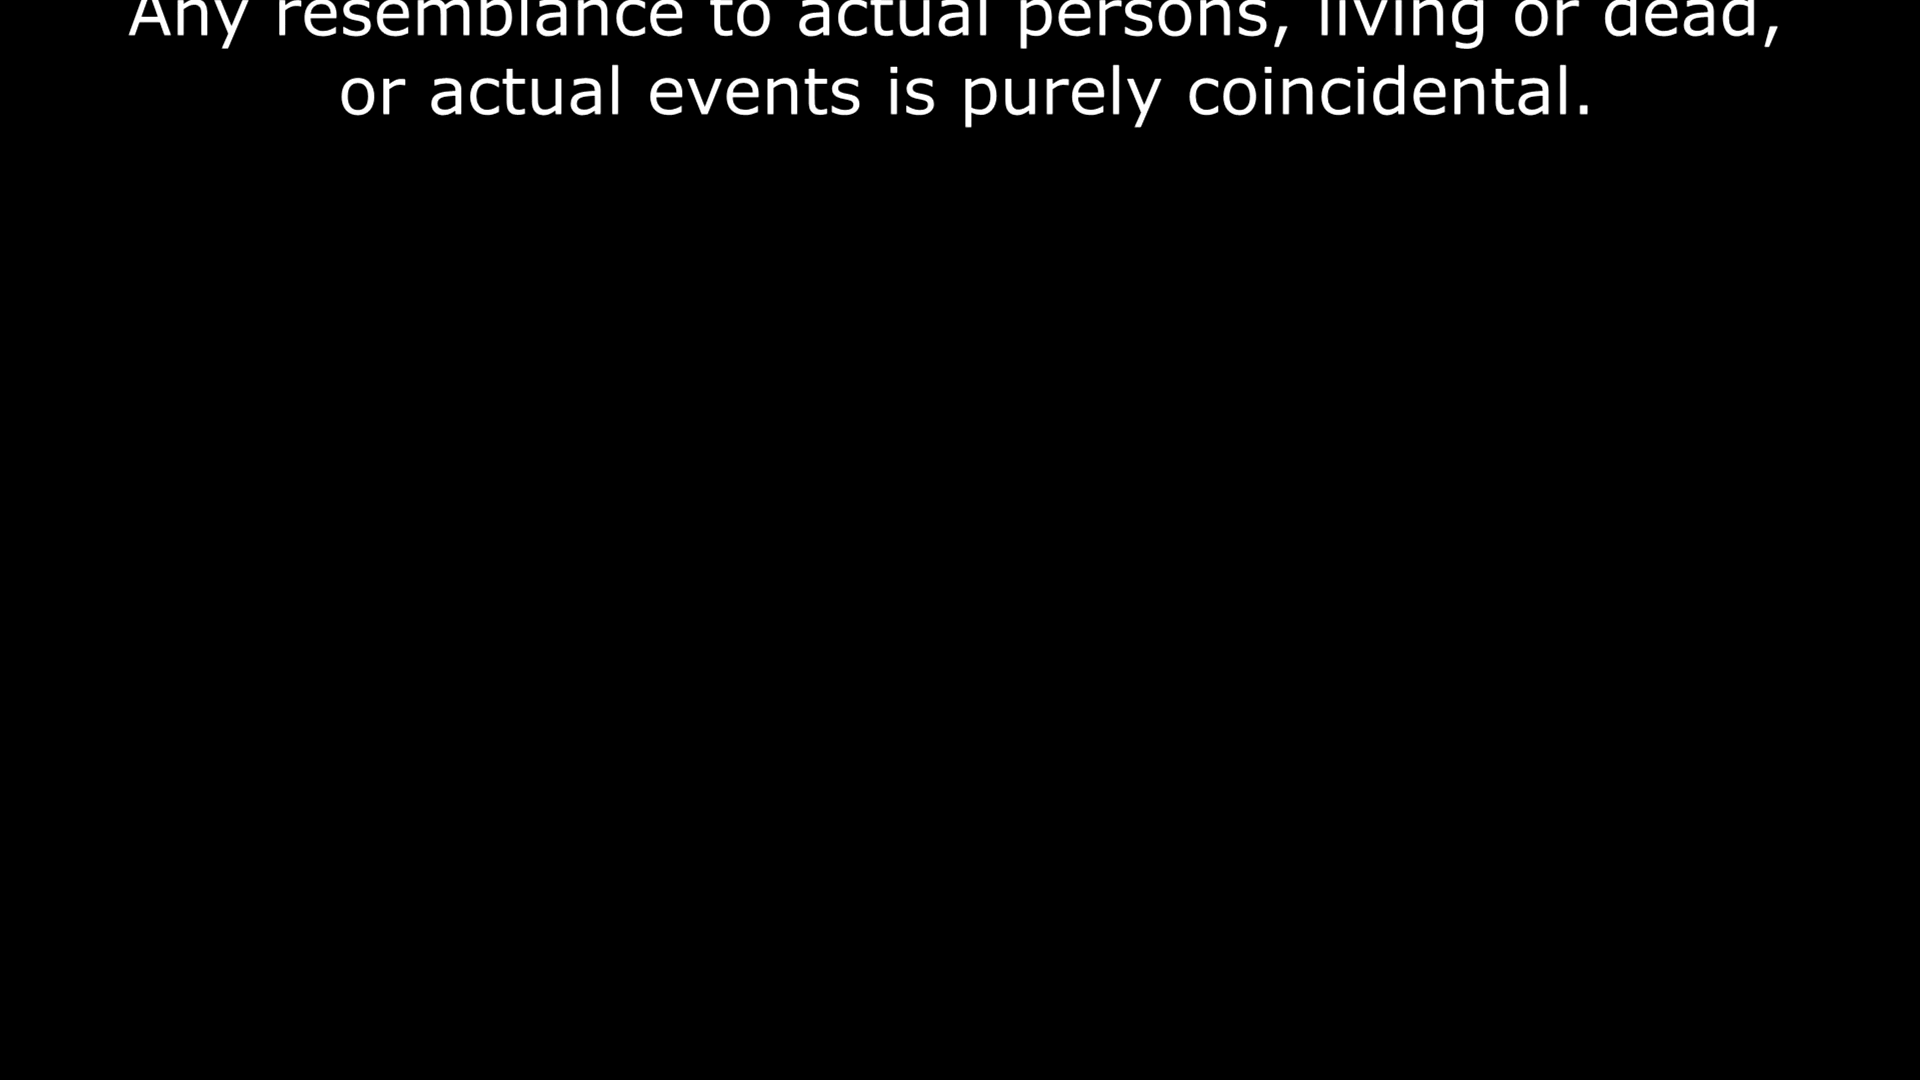 Any resemblance to actual persons, living or dead,
or actual events is purely coincidental.